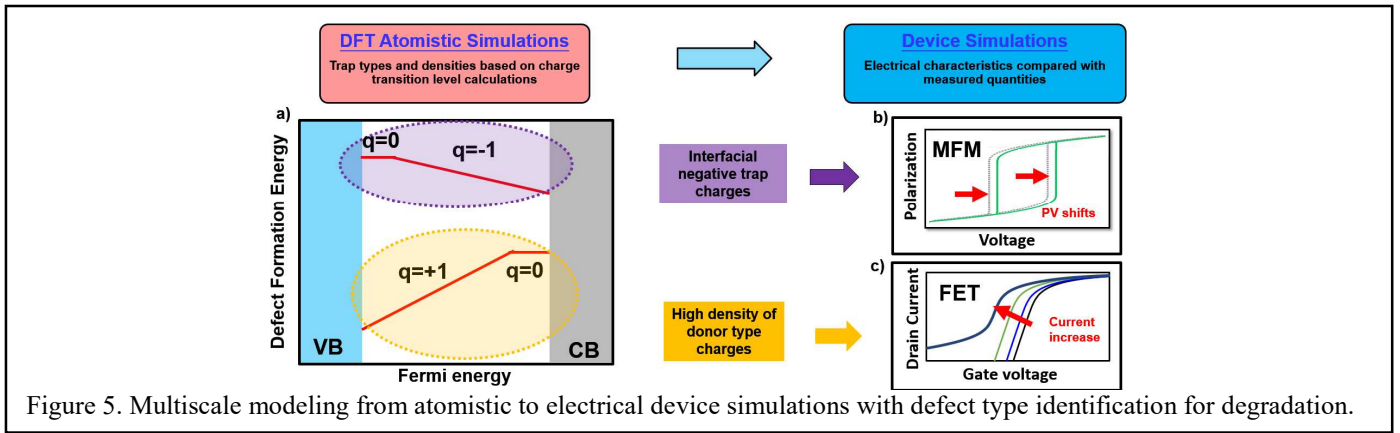 DFT Atomistic Simulations
Trap types and densities based on charge
transition level calculations
Device Simulations
Electrical characteristics compared with
measured quantities
a)
Defect Formation Energy
q=0
q=-1
q=+1
q=0
VB
CB
Fermi energy
Interfacial
negative trap
charges
High density of
donor type
charges
b)
Polarization
MFM
PV shifts
Voltage
c)
Drain Current
FET
Current
increase
Gate voltage
Figure 5. Multiscale modeling from atomistic to electrical device simulations with defect type identification for degradation.